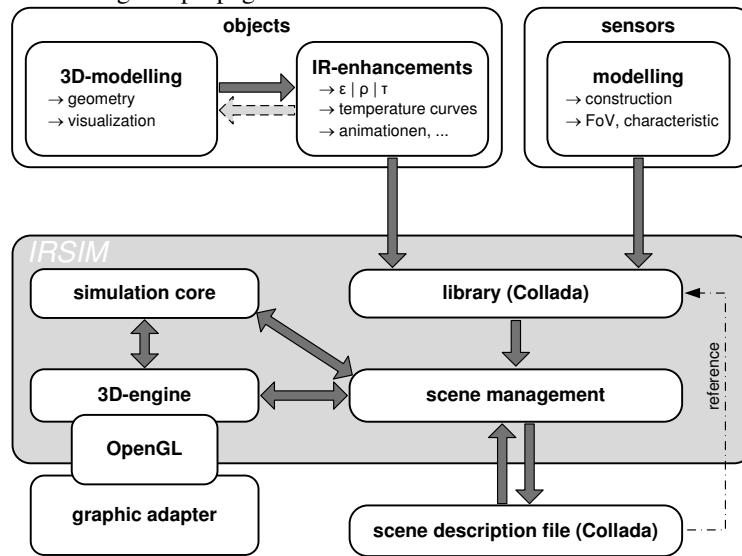 objects
sensors
3D-modelling
→ geometry
→ visualization
IR-enhancements
→ ε | ρ | τ
→ temperature curves
→ animationen, ...
modelling
→ construction
→ FoV, characteristic
IRSIM
simulation core
library (Collada)
3D-engine
scene management
reference
OpenGL
graphic adapter
scene description file (Collada)